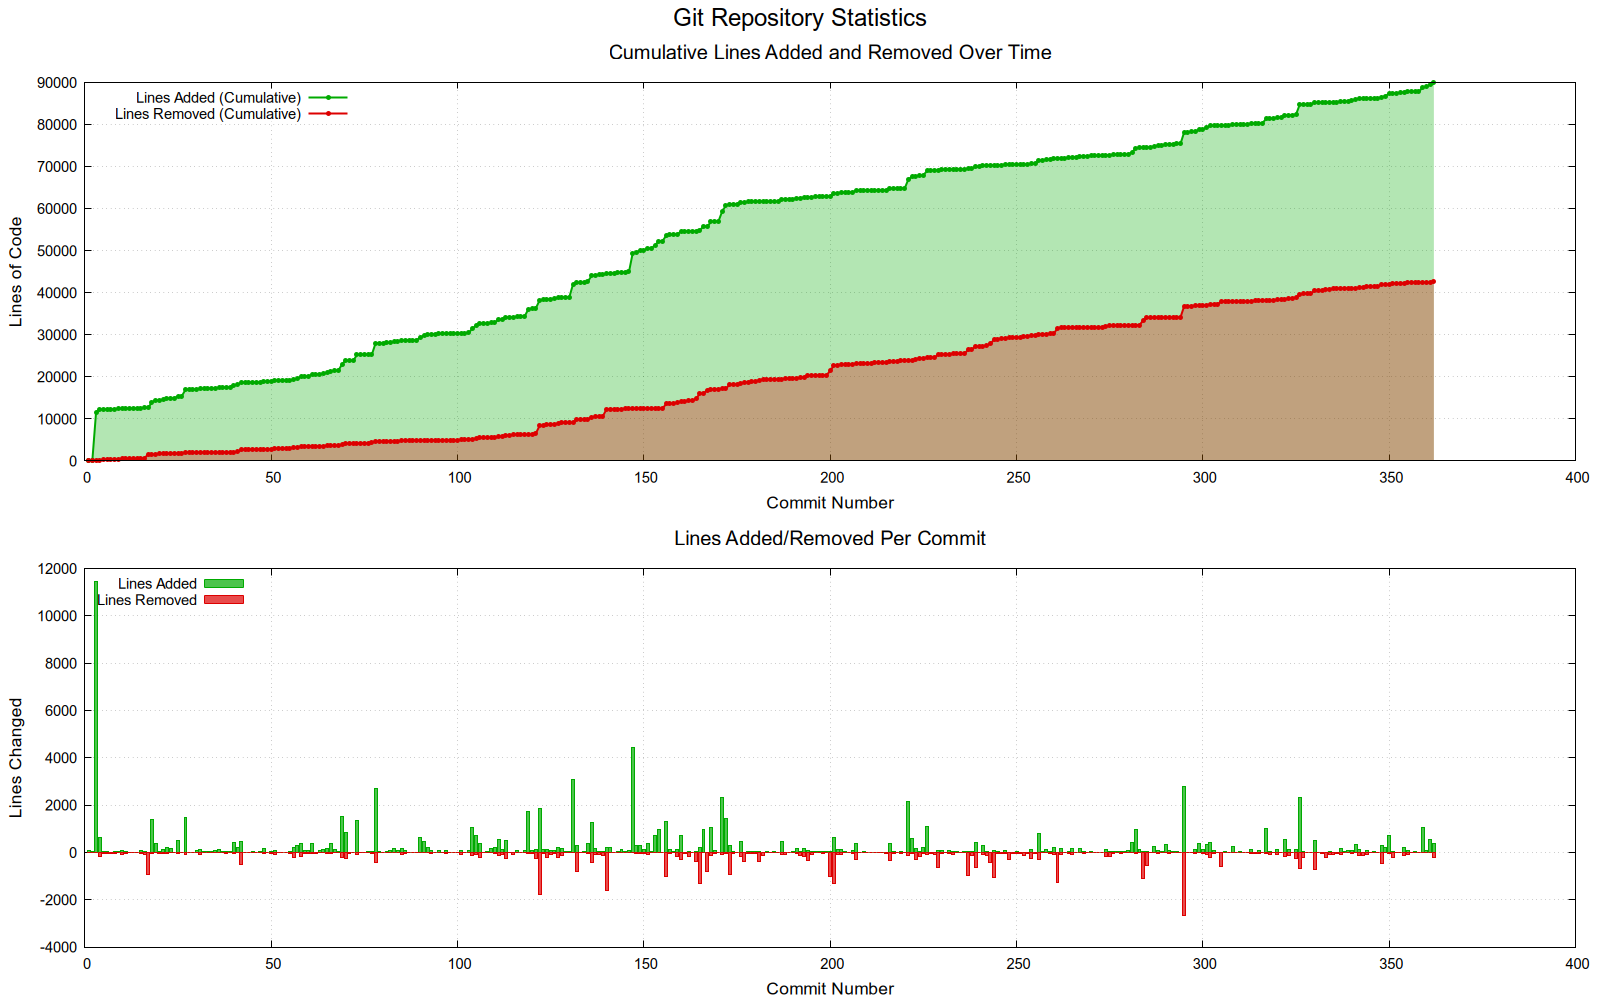 Git Repository Statistics
Cumulative Lines Added and Removed Over Time
90000
80000
70000
60000
50000
40000
30000
20000
10000
0
Lines of Code
Lines Added (Cumulative)
Lines Removed (Cumulative)
0 50 100 150 200 250 300 350 400
Commit Number
Lines Added/Removed Per Commit
12000
10000
8000
6000
4000
2000
0
-2000
-4000
Lines Changed
Lines Added
Lines Removed
0 50 100 150 200 250 300 350 400
Commit Number